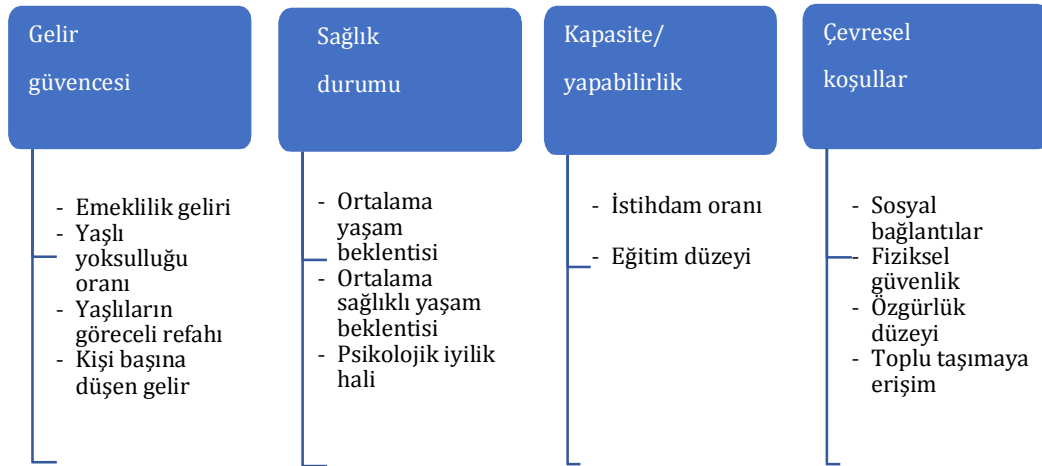 Gelir
güvencesi
- Emeklilik geliri
- Yaşlı
yoksulluğu
oranı
- Yaşlıların
göreceli refahı
- Kişi başına
düşen gelir
Sağlık
durumu
- Ortalama
yaşam
beklentisi
- Ortalama
sağlıklı yaşam
beklentisi
- Psikolojik iyilik
hali
Kapasite/
yapabilirlik
- İstihdam oranı
- Eğitim düzeyi
Çevresel
koşullar
- Sosyal
bağlantılar
- Fiziksel
güvenlik
- Özgürlük
düzeyi
- Toplu taşımaya
erişim